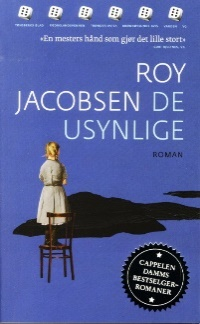 «En mesters hånd som gjør det lille stort»
ROY
JACOBSEN DE
USYNLIGE
ROMAN
CAPPELEN
DAMMS
BESTSELGER-
ROMANER